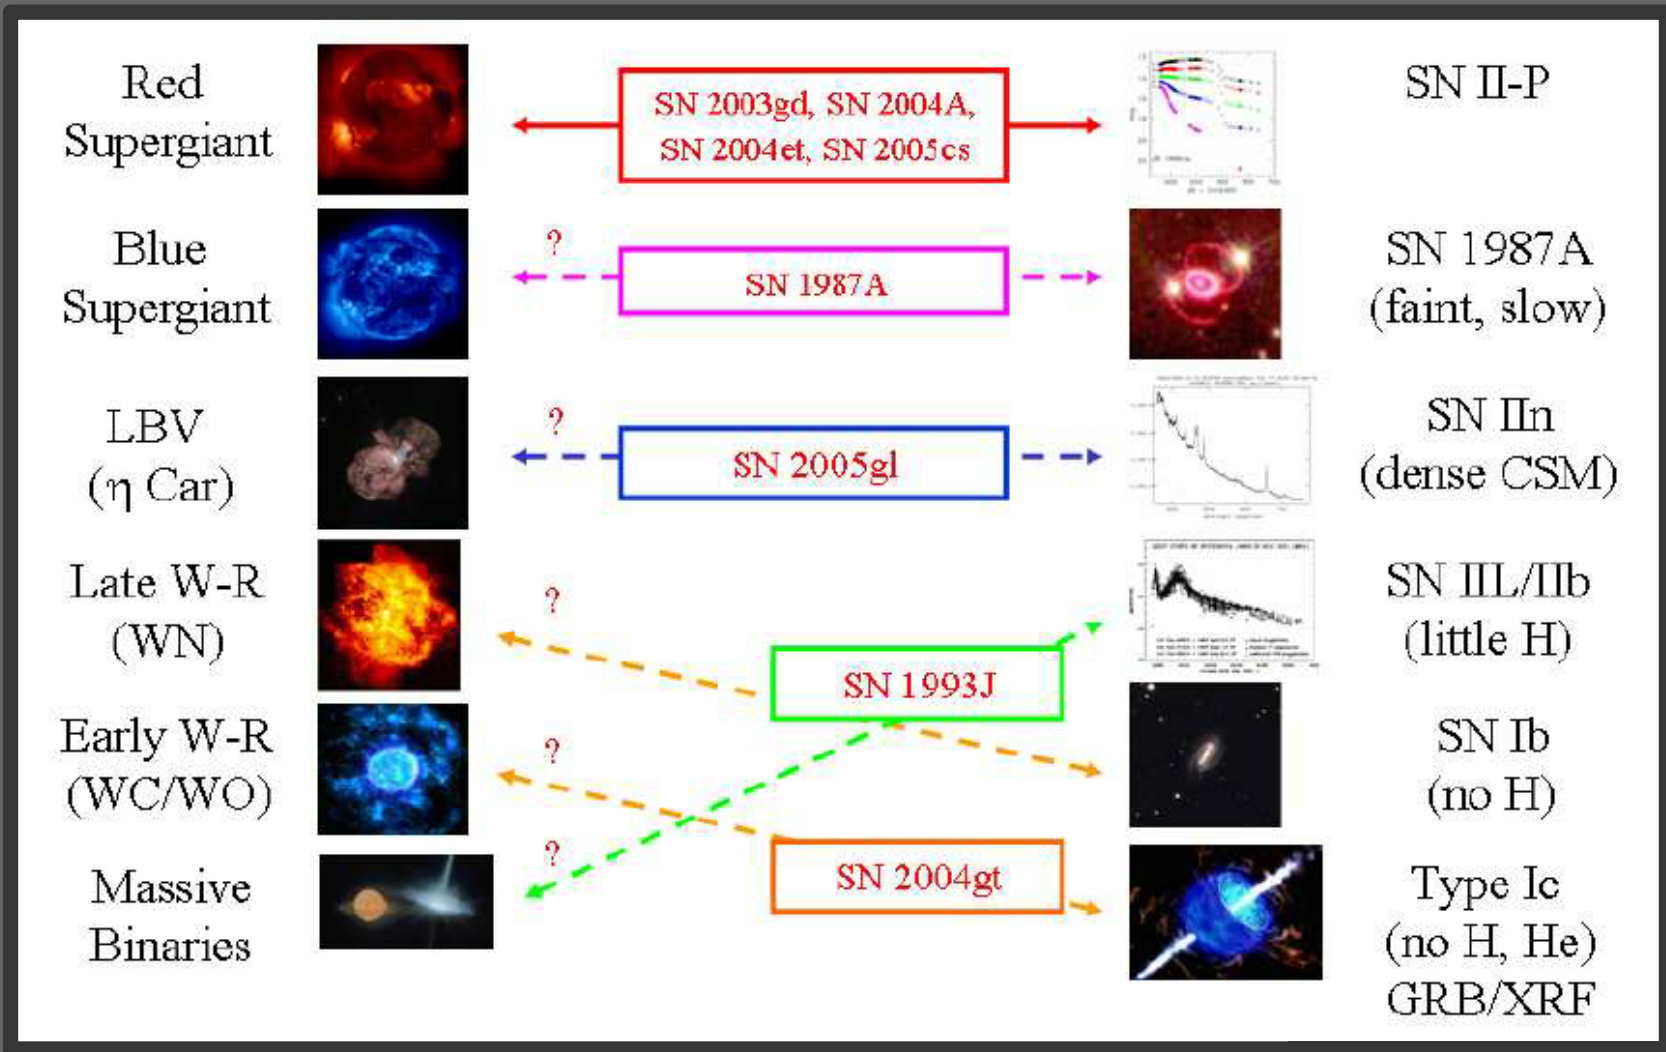 Red
Supergiant
SN 2003gd, SN 2004A,
SN 2004et, SN 2005cs
SN II-P
Blue
Supergiant
?
SN 1987A
SN 1987A
(faint, slow)
LBV
(η Car)
?
SN 2005gl
SN IIn
(dense CSM)
Late W-R
(WN)
?
SN 1993J
SN IIL/IIb
(little H)
Early W-R
(WC/WO)
?
SN Ib
(no H)
Massive
Binaries
?
SN 2004gt
Type Ic
(no H, He)
GRB/XRF